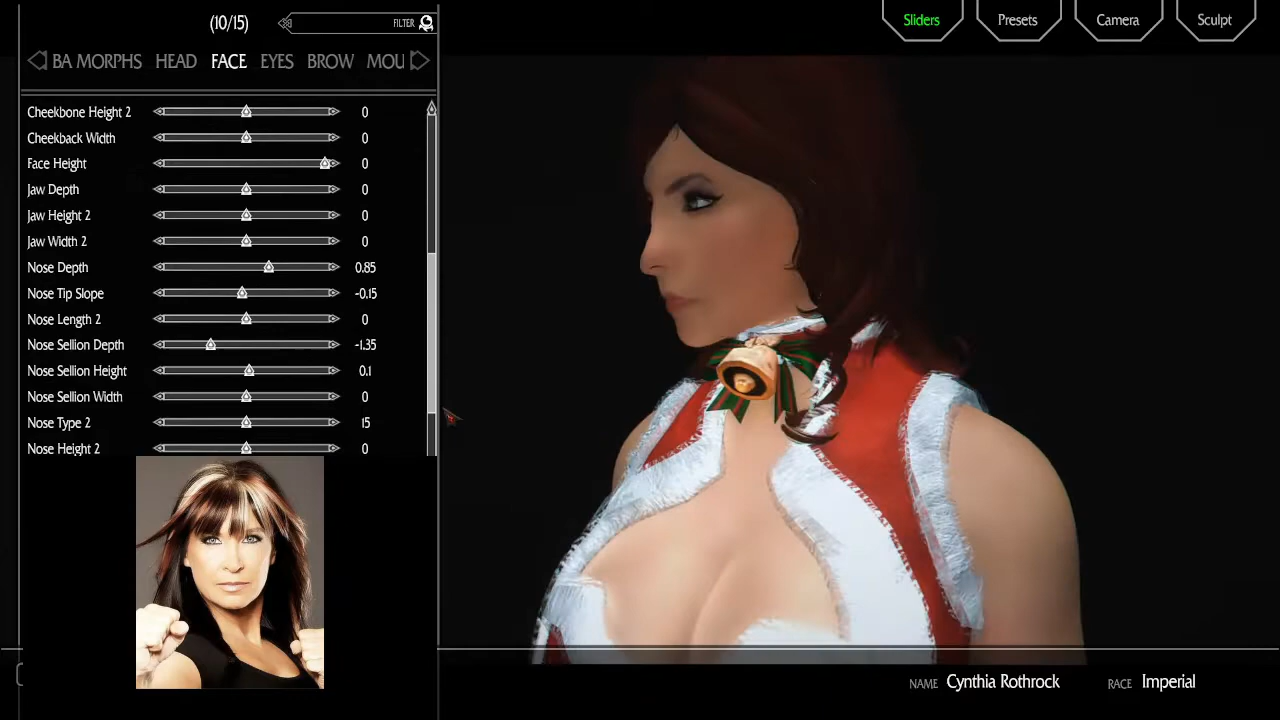 (10/15)
FILTER
Sliders
Presets
Camera
Sculpt
BA MORPHS HEAD FACE EYES BROW MOU
Cheekbone Height 2 0
Cheekback Width 0
Face Height 0
Jaw Depth 0
Jaw Height 2 0
Jaw Width 2 0
Nose Depth 0.85
Nose Tip Slope -0.15
Nose Length 2 0
Nose Sellion Depth -1.35
Nose Sellion Height 0.1
Nose Sellion Width 0
Nose Type 2 15
Nose Height 2 0
NAME Cynthia Rothrock RACE Imperial